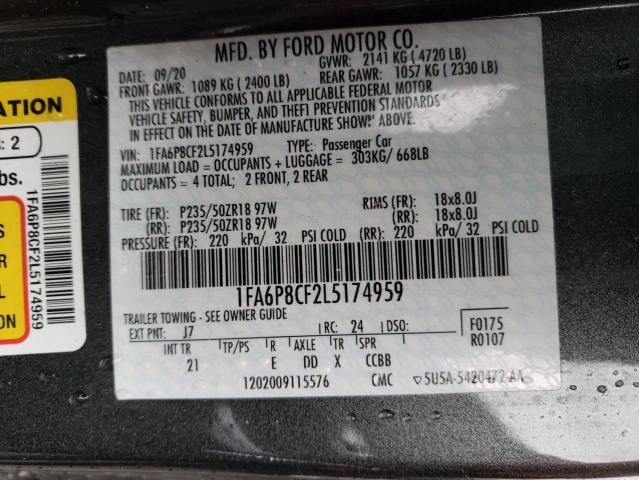 ATION
: 2
bs.
S
R
L
ION
1FA6P8CF2L5174959
MFD. BY FORD MOTOR CO.
DATE: 09/20 GVWR: 2141 KG ( 4720 LB)
FRONT GAWR: 1089 KG ( 2400 LB) REAR GAWR: 1057 KG ( 2330 LB)
THIS VEHICLE CONFORMS TO ALL APPLICABLE FEDERAL MOTOR
VEHICLE SAFETY, BUMPER, AND THEFT PREVENTION STANDARDS
IN EFFECT ON THE DATE OF MANUFACTURE SHOWN ABOVE.
VIN: 1FA6P8CF2L5174959 TYPE: Passenger Car
MAXIMUM LOAD = OCCUPANTS + LUGGAGE = 303KG/ 668LB
OCCUPANTS = 4 TOTAL; 2 FRONT, 2 REAR
TIRE (FR): P235/50ZR18 97W RIMS (FR): 18x8.0J
(RR): P235/50ZR18 97W (RR): 18x8.0J
PRESSURE (FR): 220 kPa/ 32 PSI COLD (RR): 220 kPa/ 32 PSI COLD
1FA6P8CF2L5174959
TRAILER TOWING - SEE OWNER GUIDE
EXT PNT: J7 RC: 24 DSO: F0175
INT TR TP/PS R AXLE TR SPR R0107
21 E DD X CCBB
1202009115576 CMC 5U5A-5420472-AA